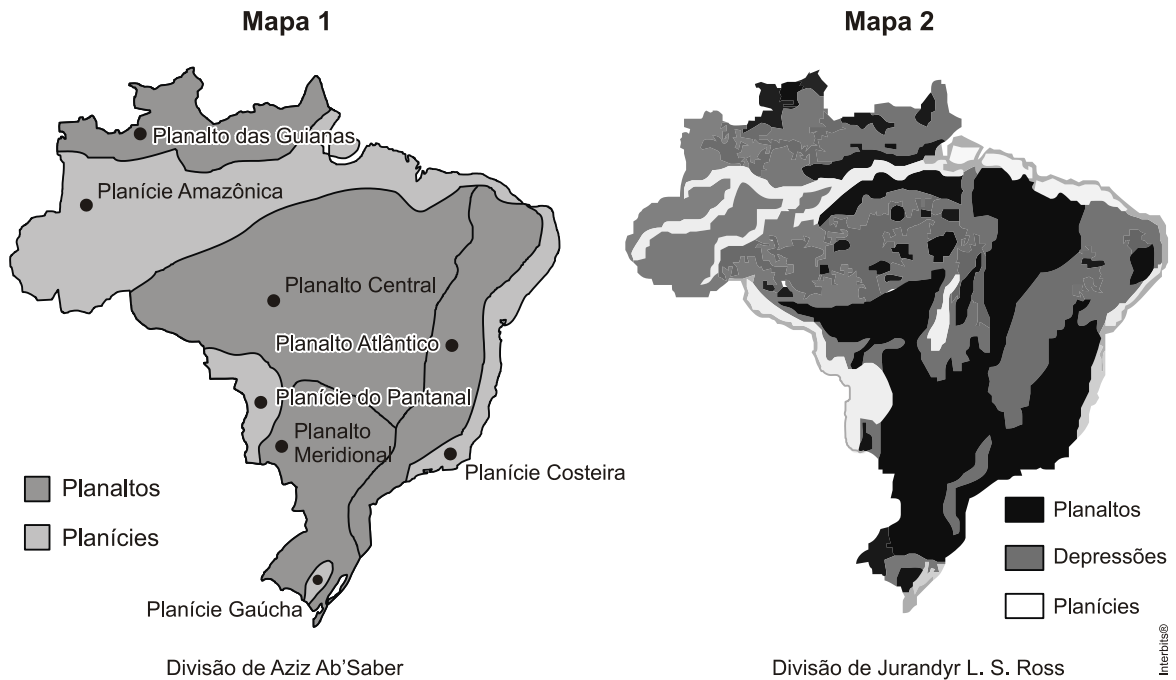 Mapa 1
Planalto das Guianas
Planície Amazônica
Planalto Central
Planalto Atlântico
Planície do Pantanal
Planalto
Meridional
Planície Costeira
Planaltos
Planícies
Planície Gaúcha
Divisão de Aziz Ab'Saber
Mapa 2
Planaltos
Depressões
Planícies
Divisão de Jurandyr L. S. Ross
Interbits®